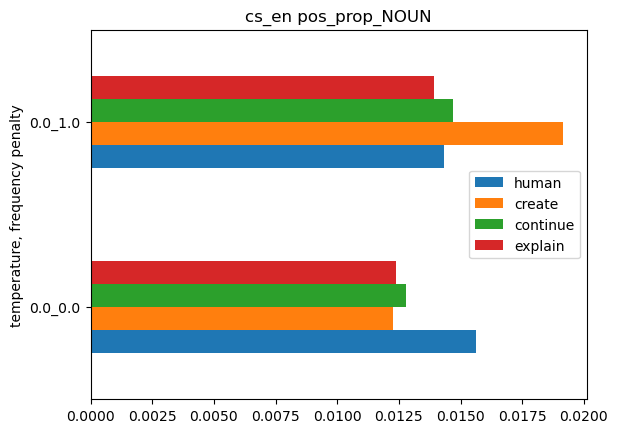 cs_en pos_prop_NOUN
temperature, frequency penalty
0.0_1.0
0.0_0.0
human
create
continue
explain
0.0000 0.0025 0.0050 0.0075 0.0100 0.0125 0.0150 0.0175 0.0200